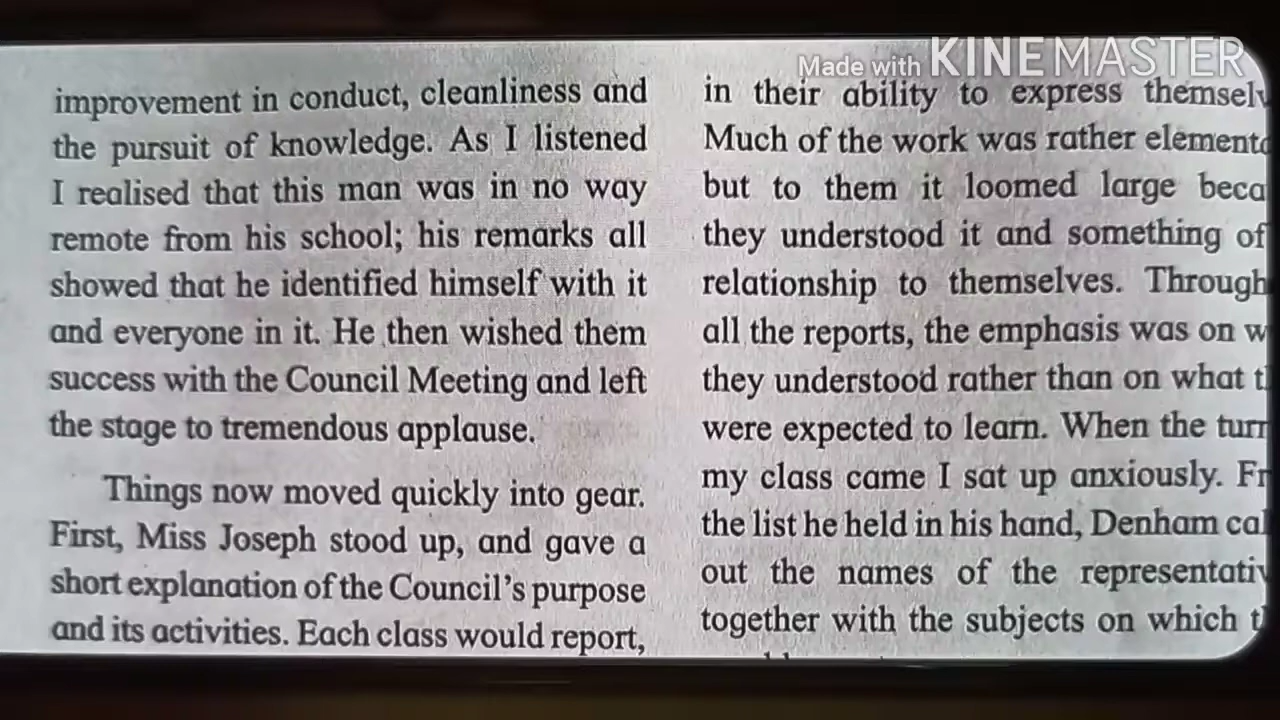 Made with KINEMASTER
improvement in conduct, cleanliness and
the pursuit of knowledge. As I listened
I realised that this man was in no way
remote from his school; his remarks all
showed that he identified himself with it
and everyone in it. He then wished them
success with the Council Meeting and left
the stage to tremendous applause.
Things now moved quickly into gear.
First, Miss Joseph stood up, and gave a
short explanation of the Council's purpose
and its activities. Each class would report,
in their ability to express
Much of the work was rather
but to them it loomed large
they understood it and something of
relationship to themselves.
all the reports, the emphasis was on
they understood rather than on what
were expected to learn. When the
my class came I sat up anxiously.
the list he held in his hand, Denham
out the names of the
together with the subjects on which